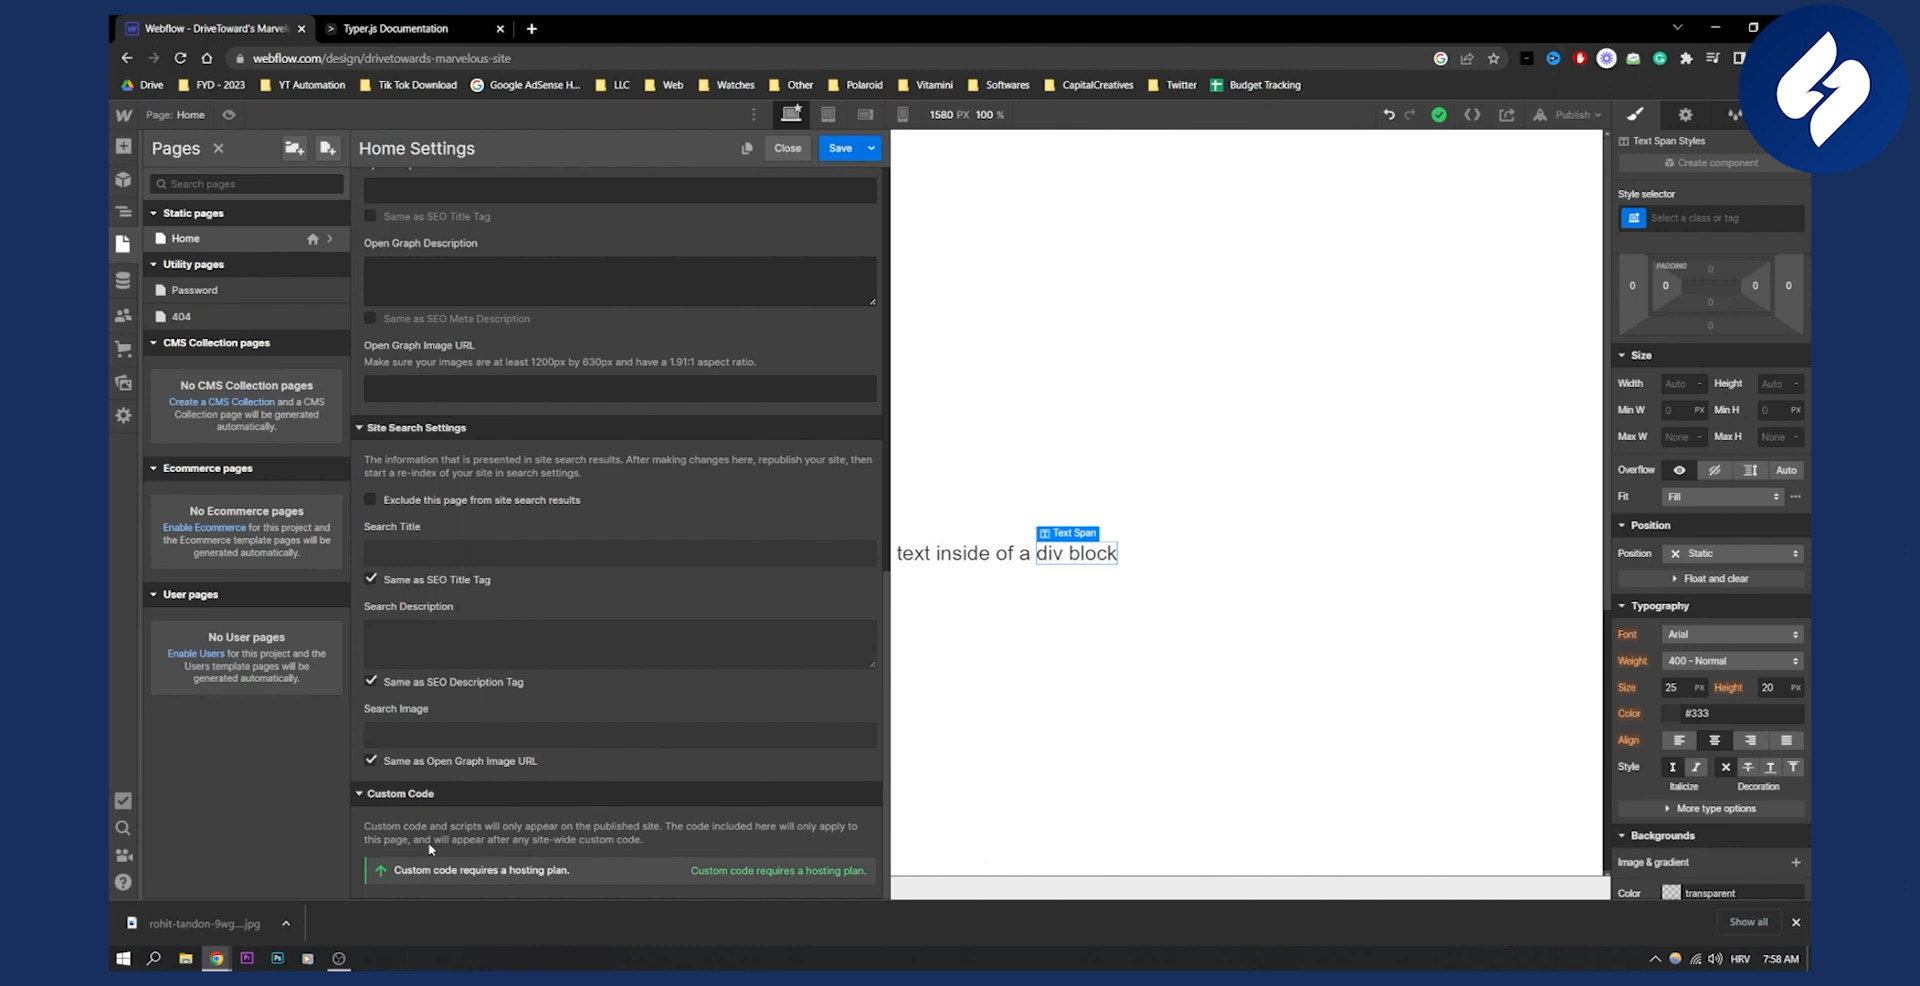 Webflow - DriveToward's Marvel
Typer.js Documentation
webflow.com/design/drivetowards-marvelous-site
Drive
FYD - 2023
YT Automation
Tik Tok Download
Google AdSense H...
LLC
Web
Watches
Other
Polaroid
Vitamini
Softwares
CapitalCreatives
Twitter
Budget Tracking
Page: Home
1580 PX 100 %
Publish
Pages
Home Settings
Close
Save
Text Span Styles
Create component
Search pages
Style selector
Select a class or tag
Static pages
Home
Utility pages
Password
404
CMS Collection pages
No CMS Collection pages
Create a CMS Collection and a CMS
Collection page will be generated
automatically.
Ecommerce pages
No Ecommerce pages
Enable Ecommerce for this project and
the Ecommerce template pages will be
generated automatically.
User pages
No User pages
Enable Users for this project and the
Users template pages will be
generated automatically.
Same as SEO Title Tag
Open Graph Description
Same as SEO Meta Description
Open Graph Image URL
Make sure your images are at least 1200px by 630px and have a 1.91:1 aspect ratio.
Site Search Settings
The information that is presented in site search results. After making changes here, republish your site, then
start a re-index of your site in search settings.
Exclude this page from site search results
Search Title
Same as SEO Title Tag
Search Description
Same as SEO Description Tag
Search Image
Same as Open Graph Image URL
Custom Code
Custom code and scripts will only appear on the published site. The code included here will only apply to
this page, and will appear after any site-wide custom code.
Custom code requires a hosting plan.
Custom code requires a hosting plan.
Text Span
text inside of a div block
PADDING
0
0 0 0 0
0
0
Size
Width Auto - Height Auto -
Min W 0 PX Min H 0 PX
Max W None - Max H None -
Overflow Auto
Fit Fill
Position
Position Static
Float and clear
Typography
Font Arial
Weight 400 - Normal
Size 25 PX Height 20 PX
Color #333
Align
Style
Italicize Decoration
More type options
Backgrounds
Image & gradient
Color transparent
rohit-tandon-9wg....jpg
Show all
HRV 7:58 AM